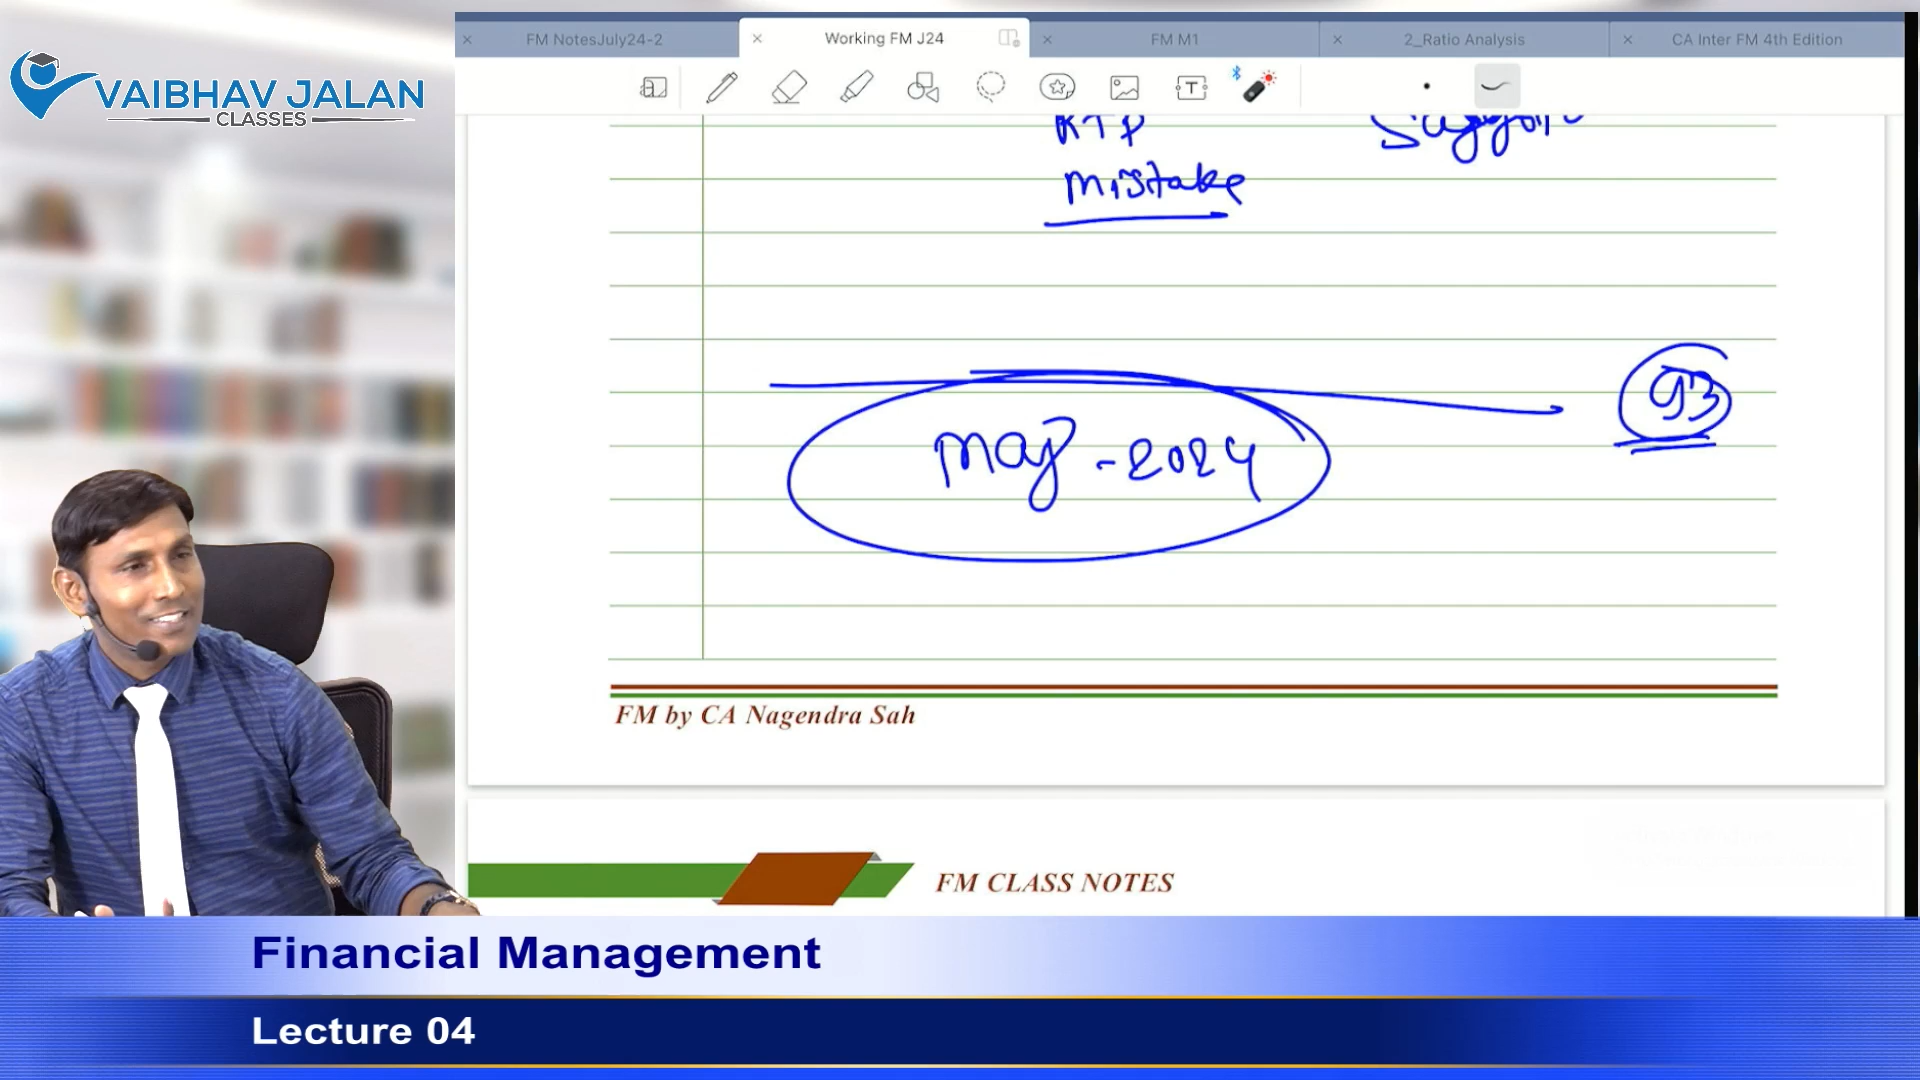 VAIBHAV JALAN
CLASSES
FM NotesJuly24-2
Working FM J24
FM M1
2_Ratio Analysis
CA Inter FM 4th Edition
RTP
mistake
93
May - 2024
FM by CA Nagendra Sah
FM CLASS NOTES
Financial Management
Lecture 04